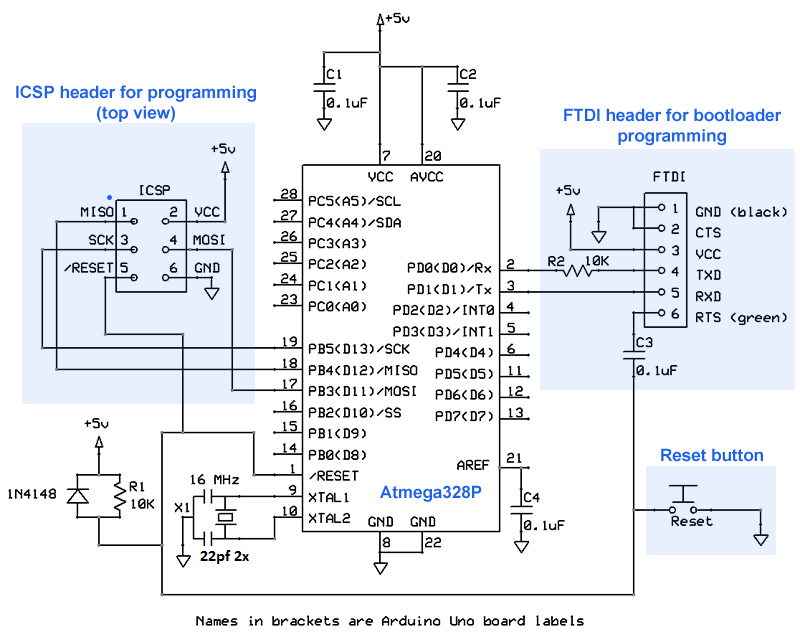 +5v
C1
0.1uF
C2
0.1uF
ICSP header for programming
(top view)
FTDI header for bootloader
programming
+5v
ICSP
MISO 1 2 VCC
SCK 3 4 MOSI
/RESET 5 6 GND
7 20
VCC AVCC
28 PC5(A5)/SCL
27 PC4(A4)/SDA
26 PC3(A3)
25 PC2(A2)
24 PC1(A1)
23 PC0(A0)
PD0(D0)/Rx 2
PD1(D1)/Tx 3
PD2(D2)/INT0 4
PD3(D3)/INT1 5
PD4(D4) 6
PD5(D5) 11
PD6(D6) 12
PD7(D7) 13
19 PB5(D13)/SCK
18 PB4(D12)/MISO
17 PB3(D11)/MOSI
16 PB2(D10)/SS
15 PB1(D9)
14 PB0(D8)
1 /RESET
9 XTAL1
10 XTAL2
AREF 21
Atmega328P
GND GND
8 22
FTDI
+5v
1 GND (black)
2 CTS
3 VCC
4 TXD
5 RXD
6 RTS (green)
R2 10K
C3
0.1uF
+5v
1N4148
R1
10K
16 MHz
X1
22pf 2x
C4
0.1uF
Reset button
Reset
Names in brackets are Arduino Uno board labels